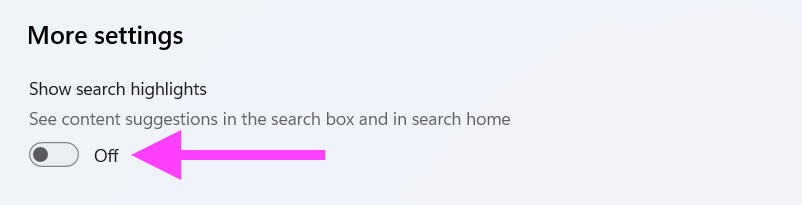 More settings
Show search highlights
See content suggestions in the search box and in search home
Off